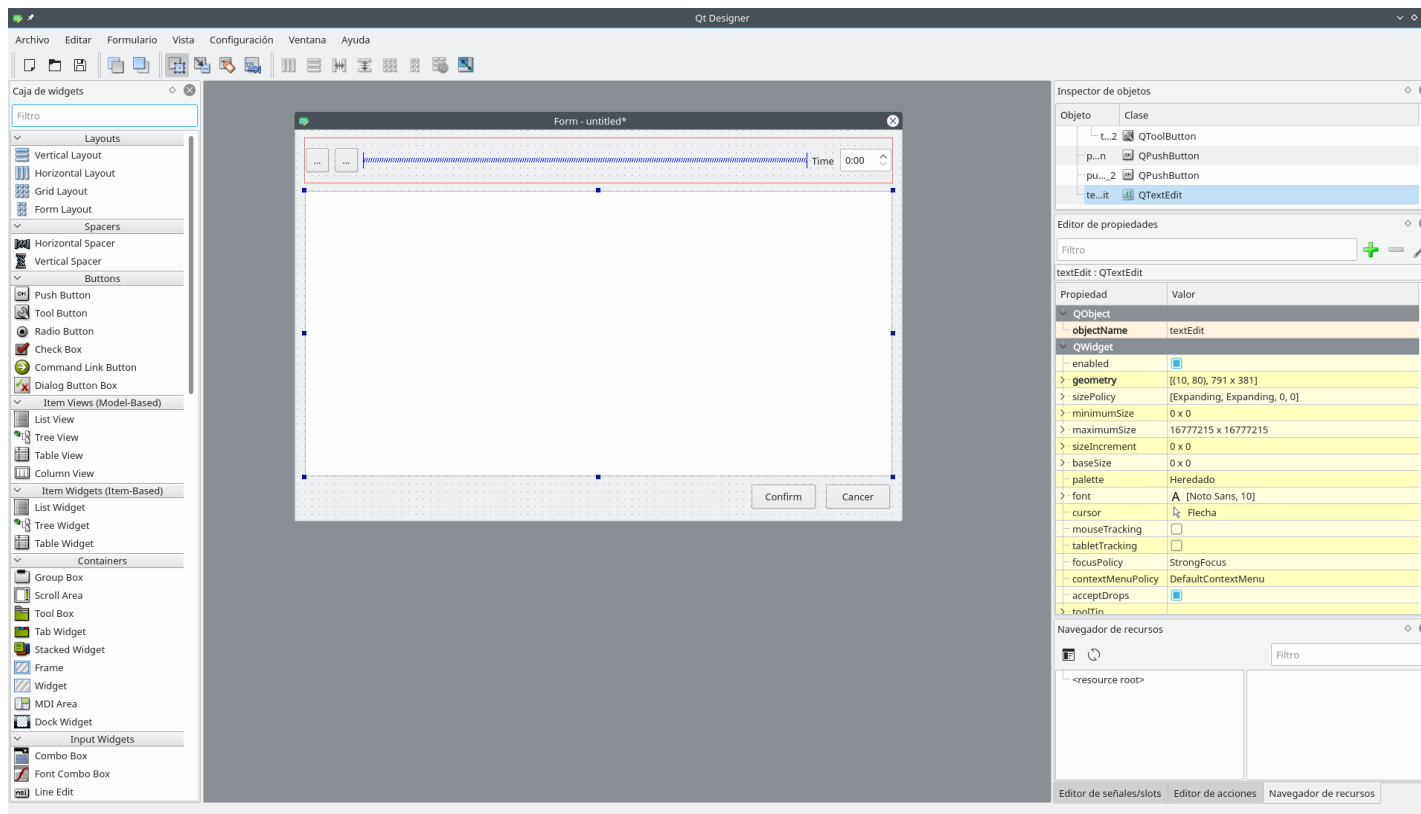 Qt Designer
Archivo Editar Formulario Vista Configuración Ventana Ayuda
Caja de widgets
Filtro
Layouts
Vertical Layout
Horizontal Layout
Grid Layout
Form Layout
Spacers
Horizontal Spacer
Vertical Spacer
Buttons
Push Button
Tool Button
Radio Button
Check Box
Command Link Button
Dialog Button Box
Item Views (Model-Based)
List View
Tree View
Table View
Column View
Item Widgets (Item-Based)
List Widget
Tree Widget
Table Widget
Containers
Group Box
Scroll Area
Tool Box
Tab Widget
Stacked Widget
Frame
Widget
MDI Area
Dock Widget
Input Widgets
Combo Box
Font Combo Box
Line Edit
Form - untitled*
... ... Time 0:00
Confirm Cancer
Inspector de objetos
Objeto Clase
t...2 QToolButton
p...n QPushButton
pu..._2 QPushButton
te...it QTextEdit
Editor de propiedades
Filtro
textEdit : QTextEdit
Propiedad Valor
QObject
objectName textEdit
QWidget
enabled
geometry [(10, 80), 791 x 381]
sizePolicy [Expanding, Expanding, 0, 0]
minimumSize 0 x 0
maximumSize 16777215 x 16777215
sizeIncrement 0 x 0
baseSize 0 x 0
palette Heredado
font A [Noto Sans, 10]
cursor Flecha
mouseTracking
tabletTracking
focusPolicy StrongFocus
contextMenuPolicy DefaultContextMenu
acceptDrops
toolTip
Navegador de recursos
Filtro
<resource root>
Editor de señales/slots Editor de acciones Navegador de recursos